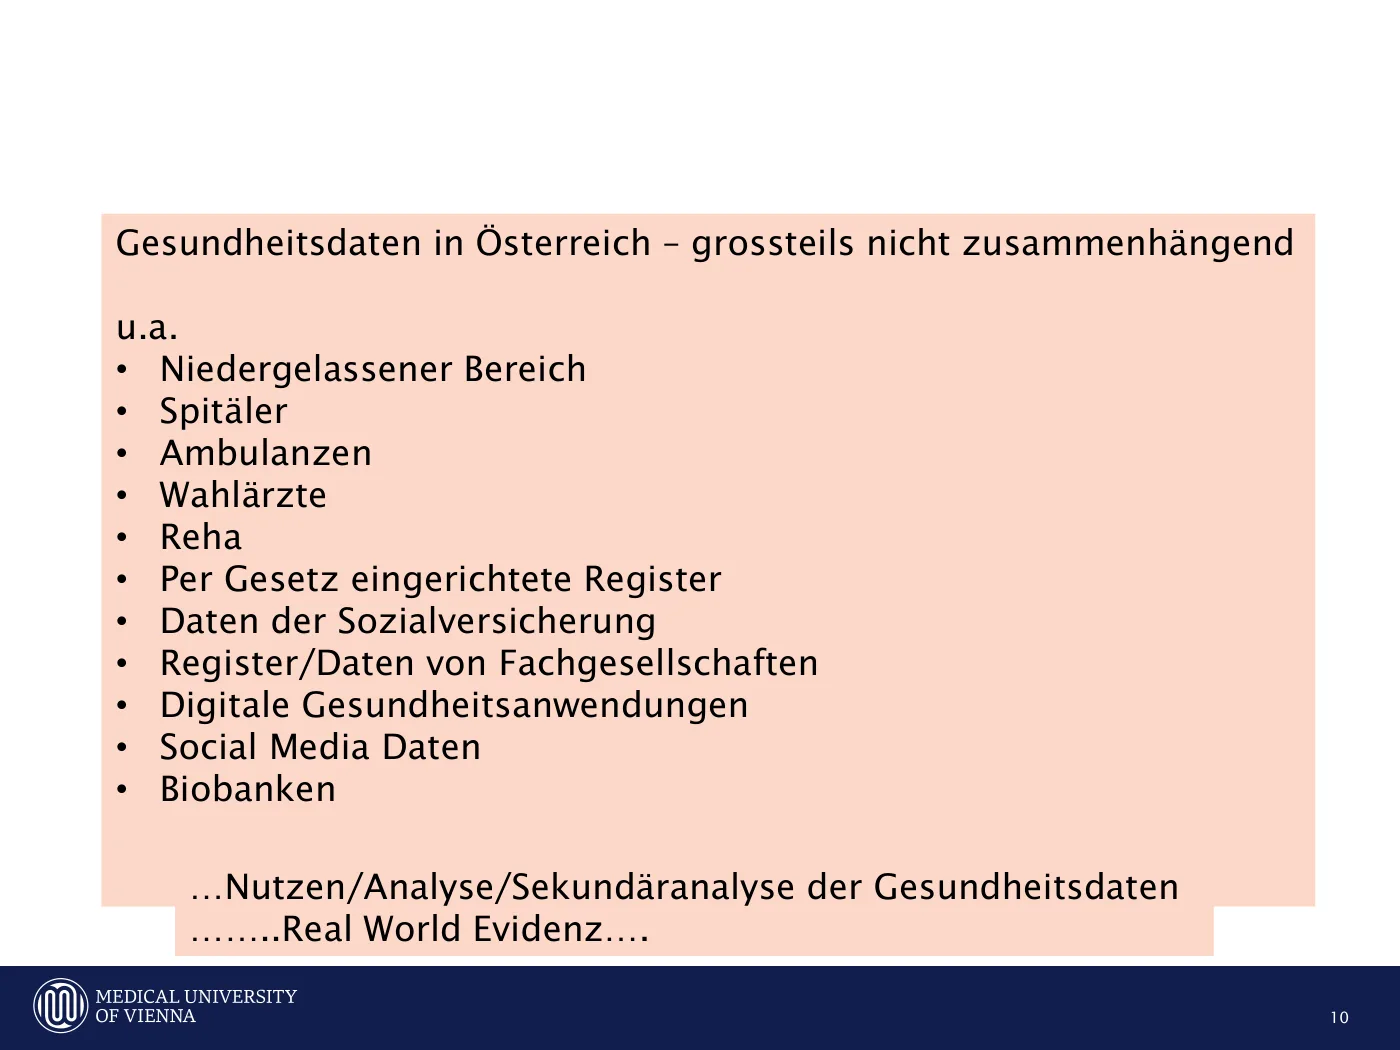 Gesundheitsdaten in Österreich – grossteils nicht zusammenhängend
u.a.
• Niedergelassener Bereich
• Spitäler
• Ambulanzen
• Wahlärzte
• Reha
• Per Gesetz eingerichtete Register
• Daten der Sozialversicherung
• Register/Daten von Fachgesellschaften
• Digitale Gesundheitsanwendungen
• Social Media Daten
• Biobanken
…Nutzen/Analyse/Sekundäranalyse der Gesundheitsdaten
……..Real World Evidenz….
MEDICAL UNIVERSITY
OF VIENNA
10